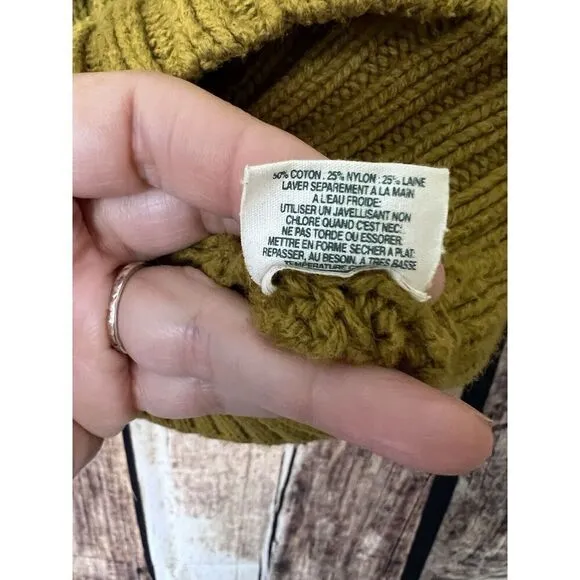 50% COTON : 25% NYLON : 25% LAINE
LAVER SEPAREMENT A LA MAIN
A L'EAU FROIDE:
UTILISER UN JAVELLISANT NON
CHLORE QUAND C'EST NEC:
NE PAS TORDE OU ESSORER:
METTRE EN FORME SECHER A PLAT:
REPASSER, AU BESOIN, A TRES BASSE
TEMPERATURE